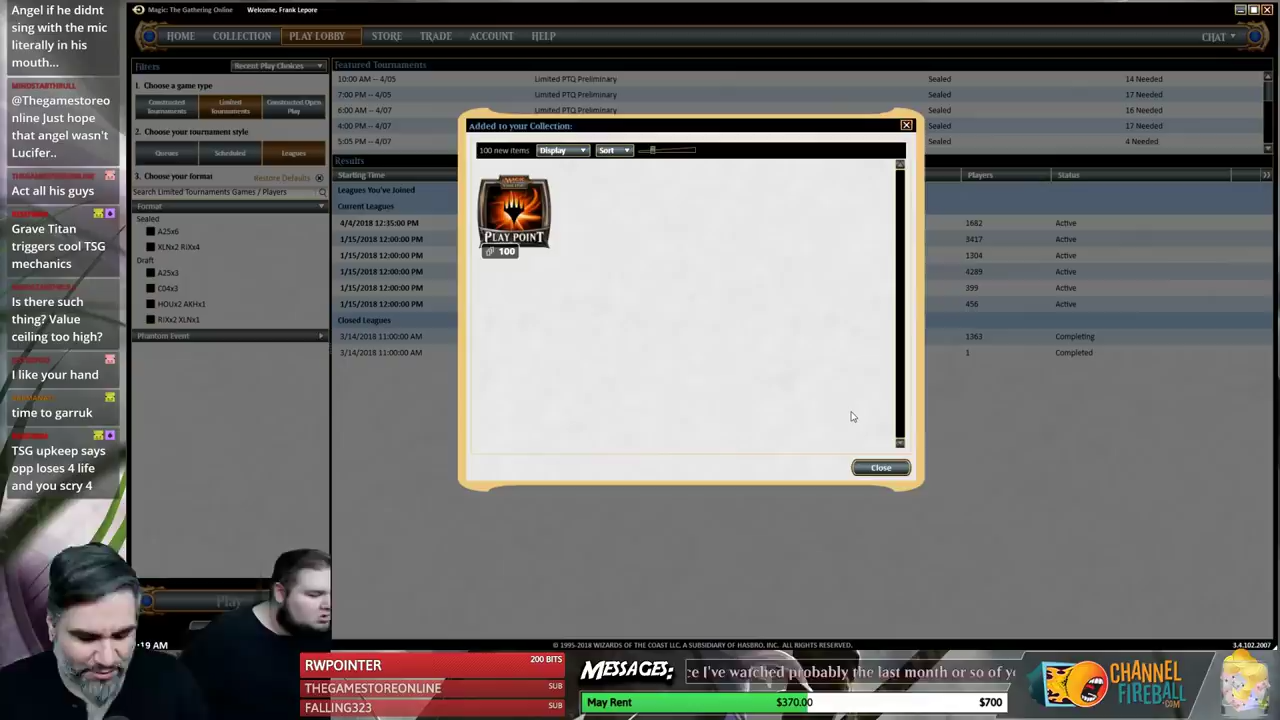 Angel if he didnt
sing with the mic
literally in his
mouth...
@Thegamestoreo
nline Just hope
that angel wasn't
Lucifer..
THEGAMESTOREONLINE
Act all his guys
Grave Titan
triggers cool TSG
mechanics
Is there such
thing? Value
ceiling too high?
I like your hand
time to garruk
TSG upkeep says
opp loses 4 life
and you scry 4
Magic: The Gathering Online
Welcome, Frank Lepore
HOME
COLLECTION
PLAY LOBBY
STORE
TRADE
ACCOUNT
HELP
CHAT
Filters
Recent Play Choices
1. Choose a game type
Constructed Tournaments
Limited Tournaments
Constructed Open Play
2. Choose your tournament style
Queues
Scheduled
Leagues
3. Choose your format
Restore Defaults
Search Limited Tournaments Games / Players
Format
Sealed
A25x6
XLNx2 RIXx4
Draft
A25x3
C04x3
HOUx2 AKHx1
RIXx2 XLNx1
Phantom Event
Play
:19 AM
Featured Tournaments
10:00 AM -- 4/05 Limited PTQ Preliminary Sealed 14 Needed
7:00 PM -- 4/05 Limited PTQ Preliminary Sealed 17 Needed
6:00 AM -- 4/07 Limited PTQ Preliminary Sealed 16 Needed
4:00 PM -- 4/07 Sealed 17 Needed
5:05 PM -- 4/07 Sealed 4 Needed
Results
Starting Time Players Status
Leagues You've Joined
Current Leagues
4/4/2018 12:35:00 PM 1682 Active
1/15/2018 12:00:00 PM 3417 Active
1/15/2018 12:00:00 PM 1304 Active
1/15/2018 12:00:00 PM 4289 Active
1/15/2018 12:00:00 PM 399 Active
1/15/2018 12:00:00 PM 456 Active
Closed Leagues
3/14/2018 11:00:00 AM 1363 Completing
3/14/2018 11:00:00 AM 1 Completed
Added to your Collection:
100 new items
Display
Sort
PLAY POINT
100
Close
© 1995-2018 WIZARDS OF THE COAST LLC, A SUBSIDIARY OF HASBRO, INC. ALL RIGHTS RESERVED.
3.4.102.2007
RWPOINTER 200 BITS
THEGAMESTOREONLINE SUB
FALLING323 SUB
MESSAGES:
ce I've watched probably the last month or so of yo
May Rent $370.00 $700
CHANNEL
FIREBALL
.COM